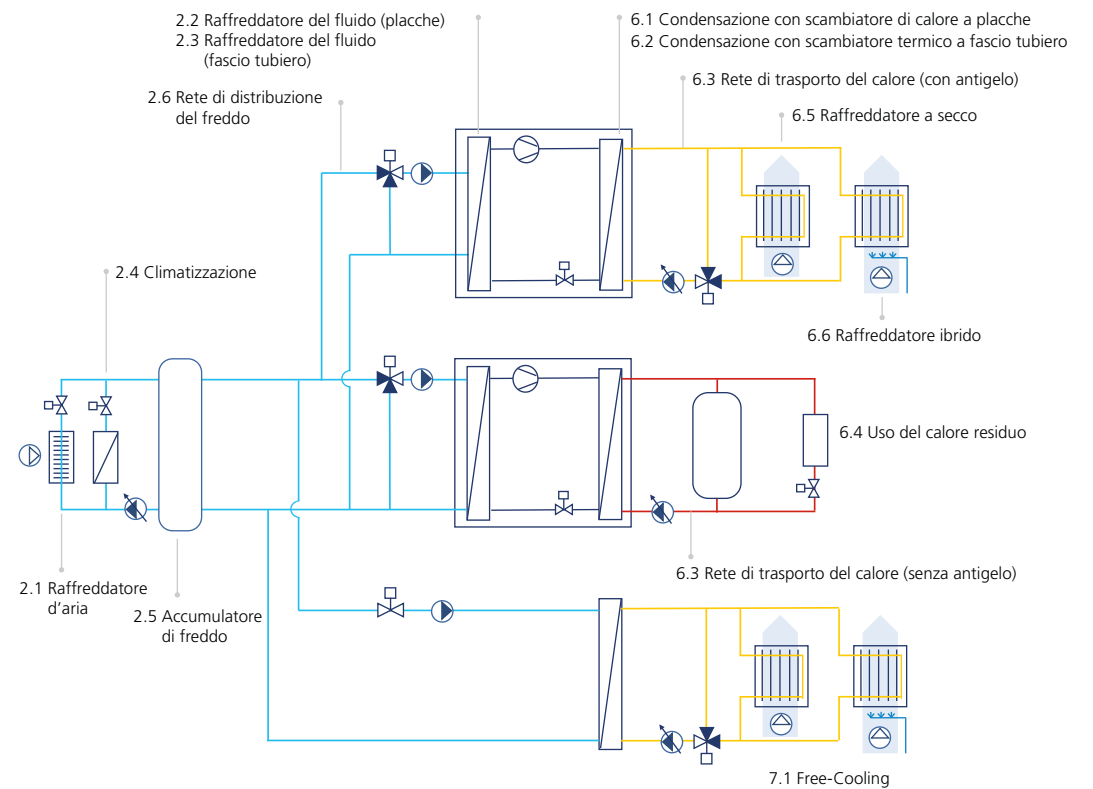 2.2 Raffreddatore del fluido (placche)
2.3 Raffreddatore del fluido
(fascio tubiero)
6.1 Condensazione con scambiatore di calore a placche
6.2 Condensazione con scambiatore termico a fascio tubiero
2.6 Rete di distribuzione
del freddo
6.3 Rete di trasporto del calore (con antigelo)
6.5 Raffreddatore a secco
2.4 Climatizzazione
6.6 Raffreddatore ibrido
6.4 Uso del calore residuo
6.3 Rete di trasporto del calore (senza antigelo)
2.1 Raffreddatore
d’aria
2.5 Accumulatore
di freddo
7.1 Free-Cooling